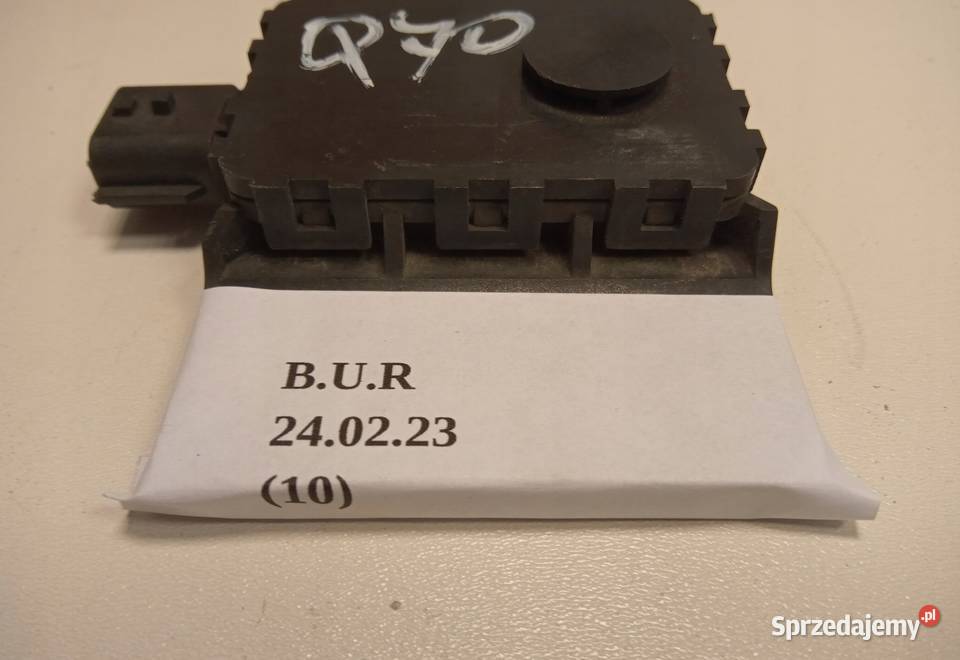 Q70
B.U.R
24.02.23
(10)
Sprzedajemy.pl